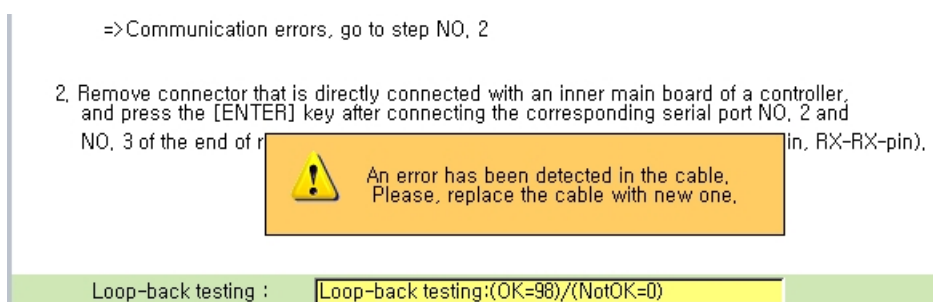 =>Communication errors, go to step NO, 2
2, Remove connector that is directly connected with an inner main board of a controller,
and press the [ENTER] key after connecting the corresponding serial port NO, 2 and
NO, 3 of the end of r in, RX-RX-pin),
An error has been detected in the cable,
Please, replace the cable with new one,
Loop-back testing : Loop-back testing:(OK=98)/(NotOK=0)